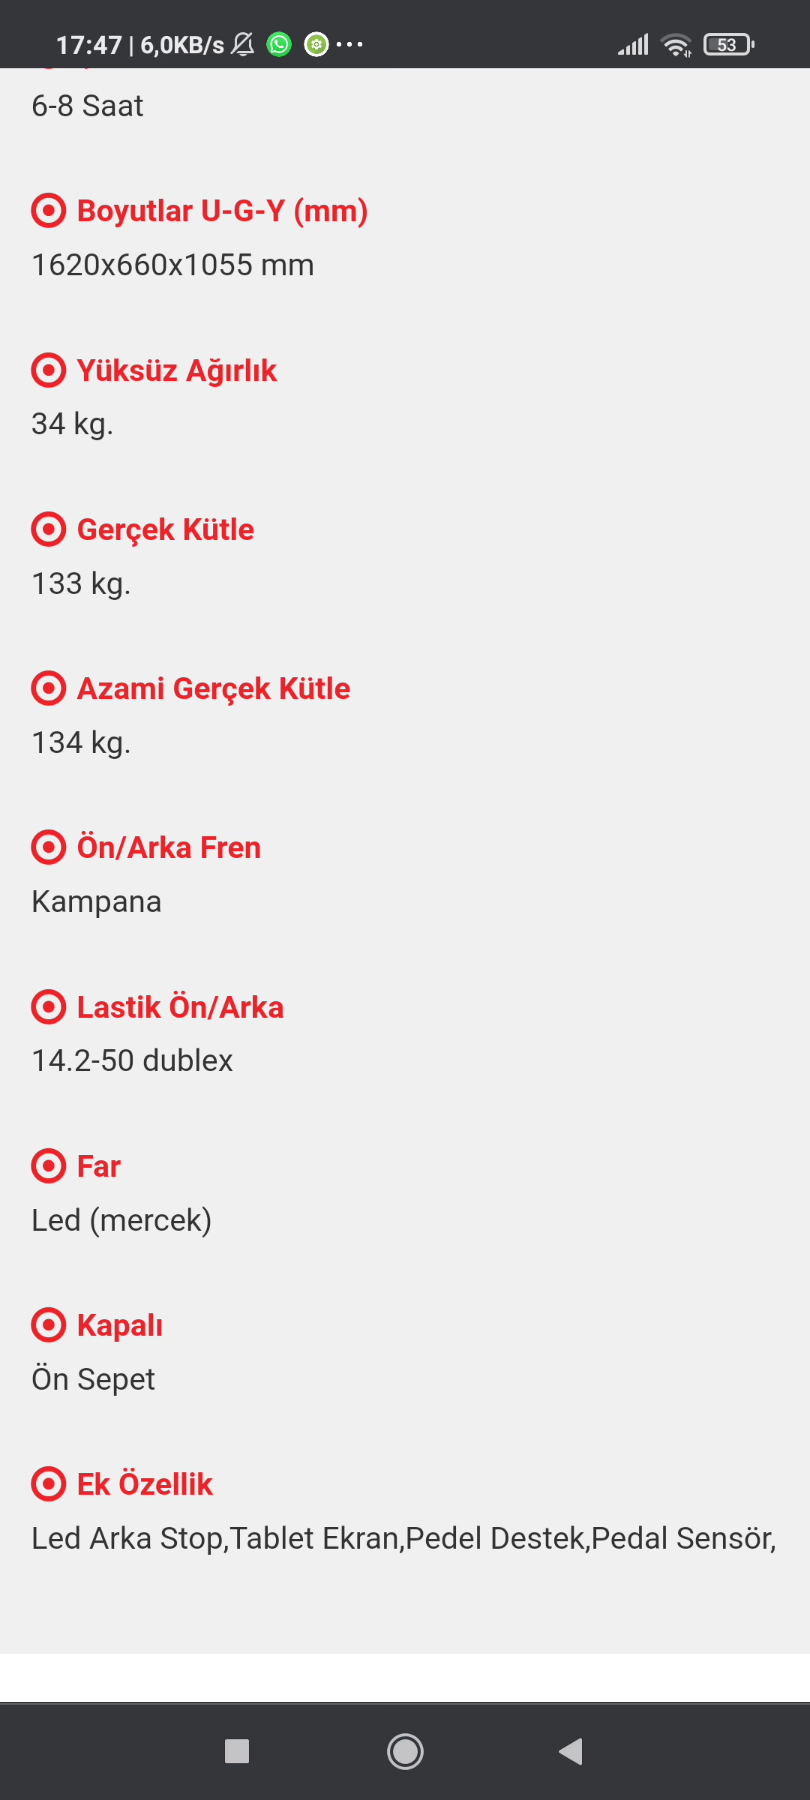 17:47 | 6,0KB/s
53
6-8 Saat
Boyutlar U-G-Y (mm)
1620x660x1055 mm
Yüksüz Ağırlık
34 kg.
Gerçek Kütle
133 kg.
Azami Gerçek Kütle
134 kg.
Ön/Arka Fren
Kampana
Lastik Ön/Arka
14.2-50 dublex
Far
Led (mercek)
Kapalı
Ön Sepet
Ek Özellik
Led Arka Stop,Tablet Ekran,Pedel Destek,Pedal Sensör,